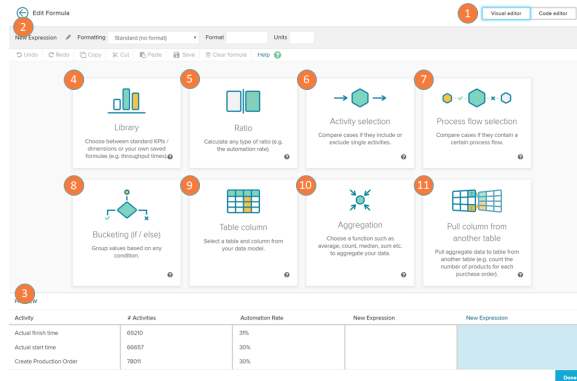 Edit Formula
1
Visual editor
Code editor
2
New Expression Formatting Standard (no format) Format Units
Undo Redo Copy Cut Paste Save Clear formula Help
4
Library
Choose between standard KPIs /
dimensions or your own saved
formulas (e.g. throughput times).
5
Ratio
Calculate any type of ratio (e.g.
the automation rate).
6
Activity selection
Compare cases if they include or
exclude single activities.
7
Process flow selection
Compare cases if they contain a
certain process flow.
8
Bucketing (if / else)
Group values based on any
condition.
9
Table column
Select a table and column from
your data model.
10
Aggregation
Choose a function such as
average, count, median, sum etc.
to aggregate your data.
11
Pull column from
another table
Pull aggregate data to table from
another table (e.g. count the
number of products for each
purchase order).
3
Activity # Activities Automation Rate New Expression New Expression
Actual finish time 69210 31%
Actual start time 66657 30%
Create Production Order 78011 30%
Done